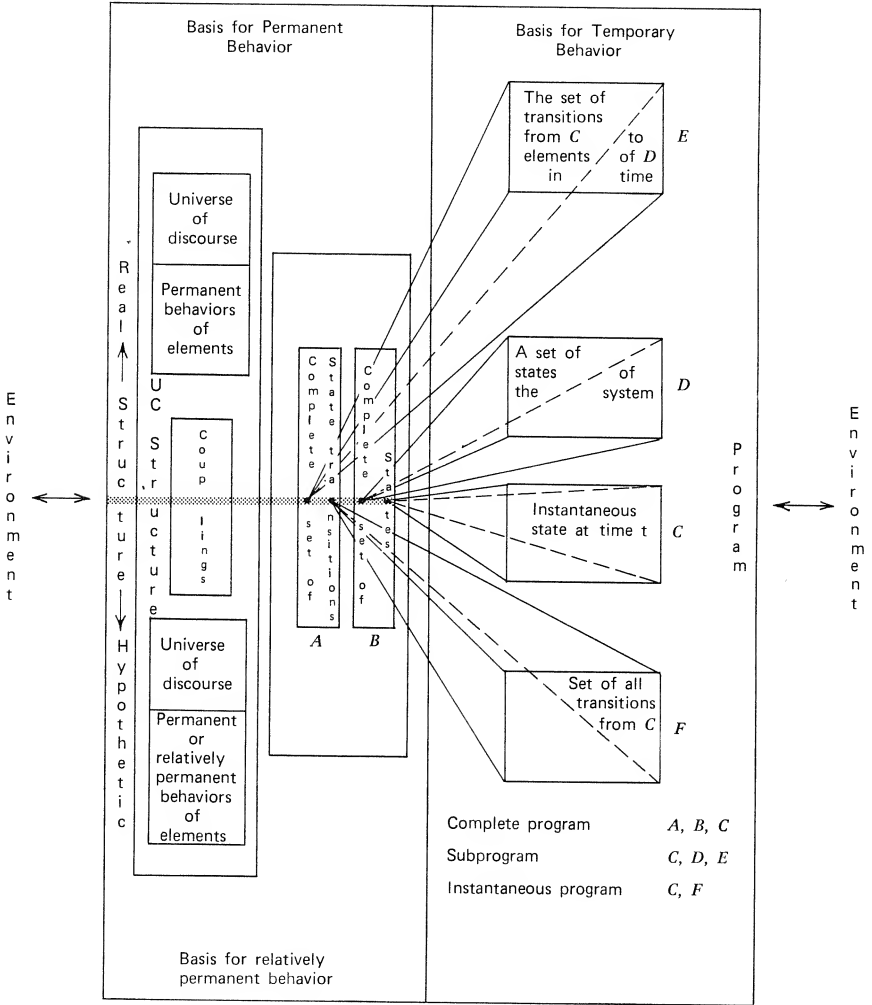 Basis for Permanent
Behavior
Basis for Temporary
Behavior
Environment
Real
Structure
Hypothetic
Universe
of
discourse
Permanent
behaviors
of
elements
UC Structure
Coup lings
Universe
of
discourse
Permanent
or
relatively
permanent
behaviors
of
elements
Complete set of
State transitions
A
Complete set of
States
B
The set of
transitions
from C to
elements of D
in time
E
A set of
states of
the system
D
Instantaneous
state at time t
C
Set of all
transitions
from C
F
Program
Environment
Complete program A, B, C
Subprogram C, D, E
Instantaneous program C, F
Basis for relatively
permanent behavior